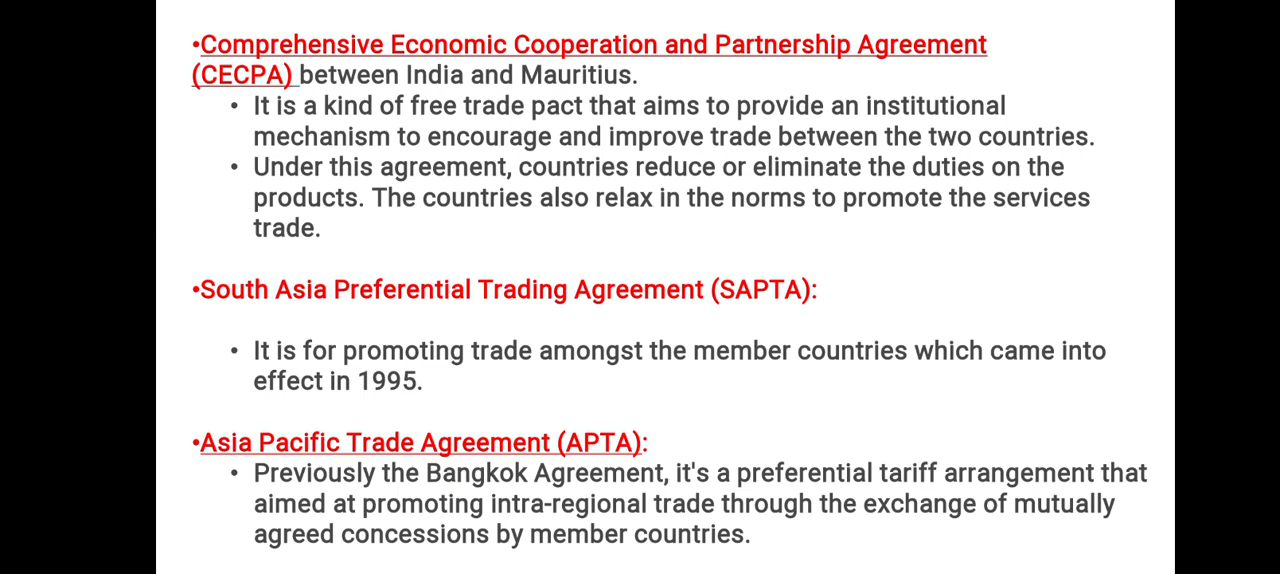 •Comprehensive Economic Cooperation and Partnership Agreement
(CECPA) between India and Mauritius.
• It is a kind of free trade pact that aims to provide an institutional
mechanism to encourage and improve trade between the two countries.
• Under this agreement, countries reduce or eliminate the duties on the
products. The countries also relax in the norms to promote the services
trade.
•South Asia Preferential Trading Agreement (SAPTA):
• It is for promoting trade amongst the member countries which came into
effect in 1995.
•Asia Pacific Trade Agreement (APTA):
• Previously the Bangkok Agreement, it's a preferential tariff arrangement that
aimed at promoting intra-regional trade through the exchange of mutually
agreed concessions by member countries.